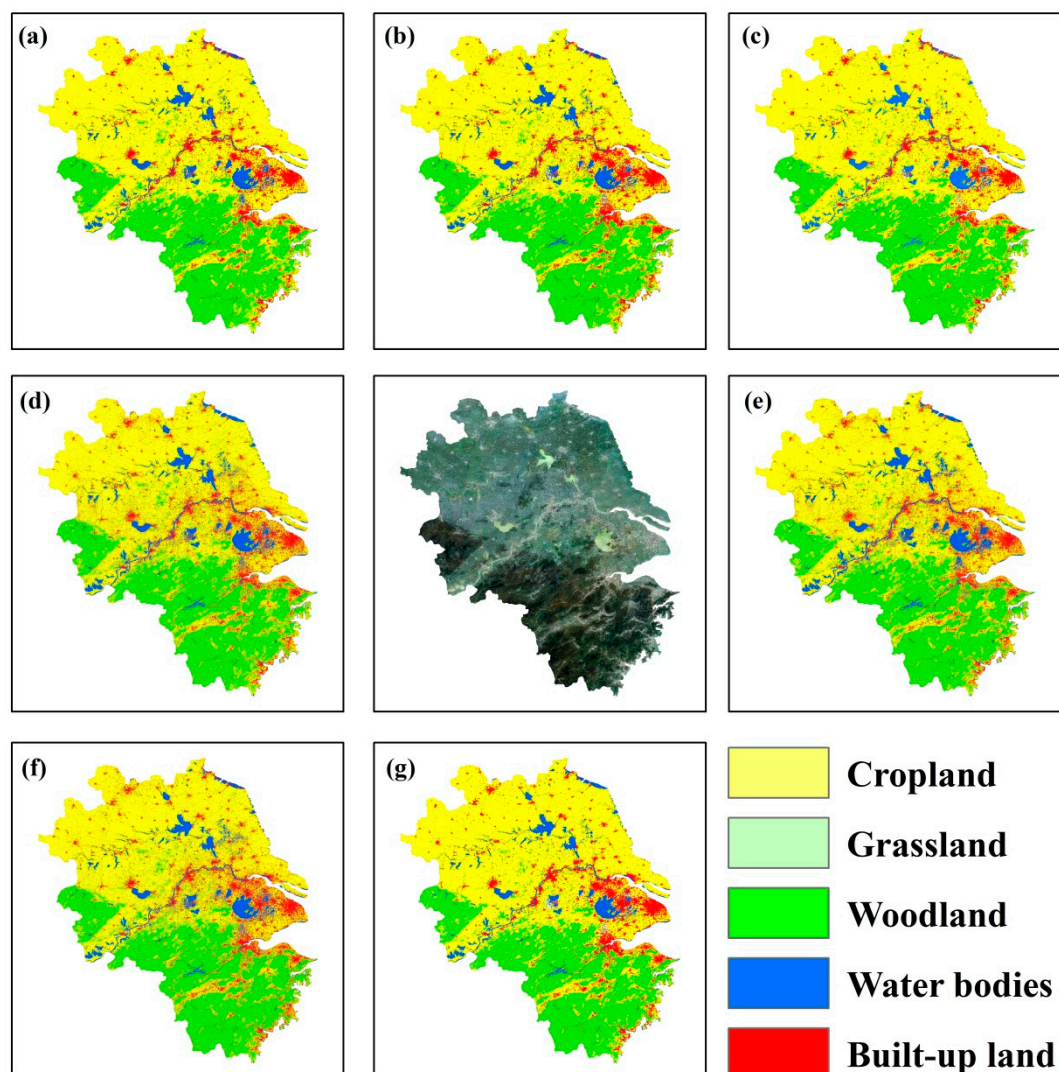 (a)
(b)
(c)
(d)
(e)
(f)
(g)
Cropland
Grassland
Woodland
Water bodies
Built-up land